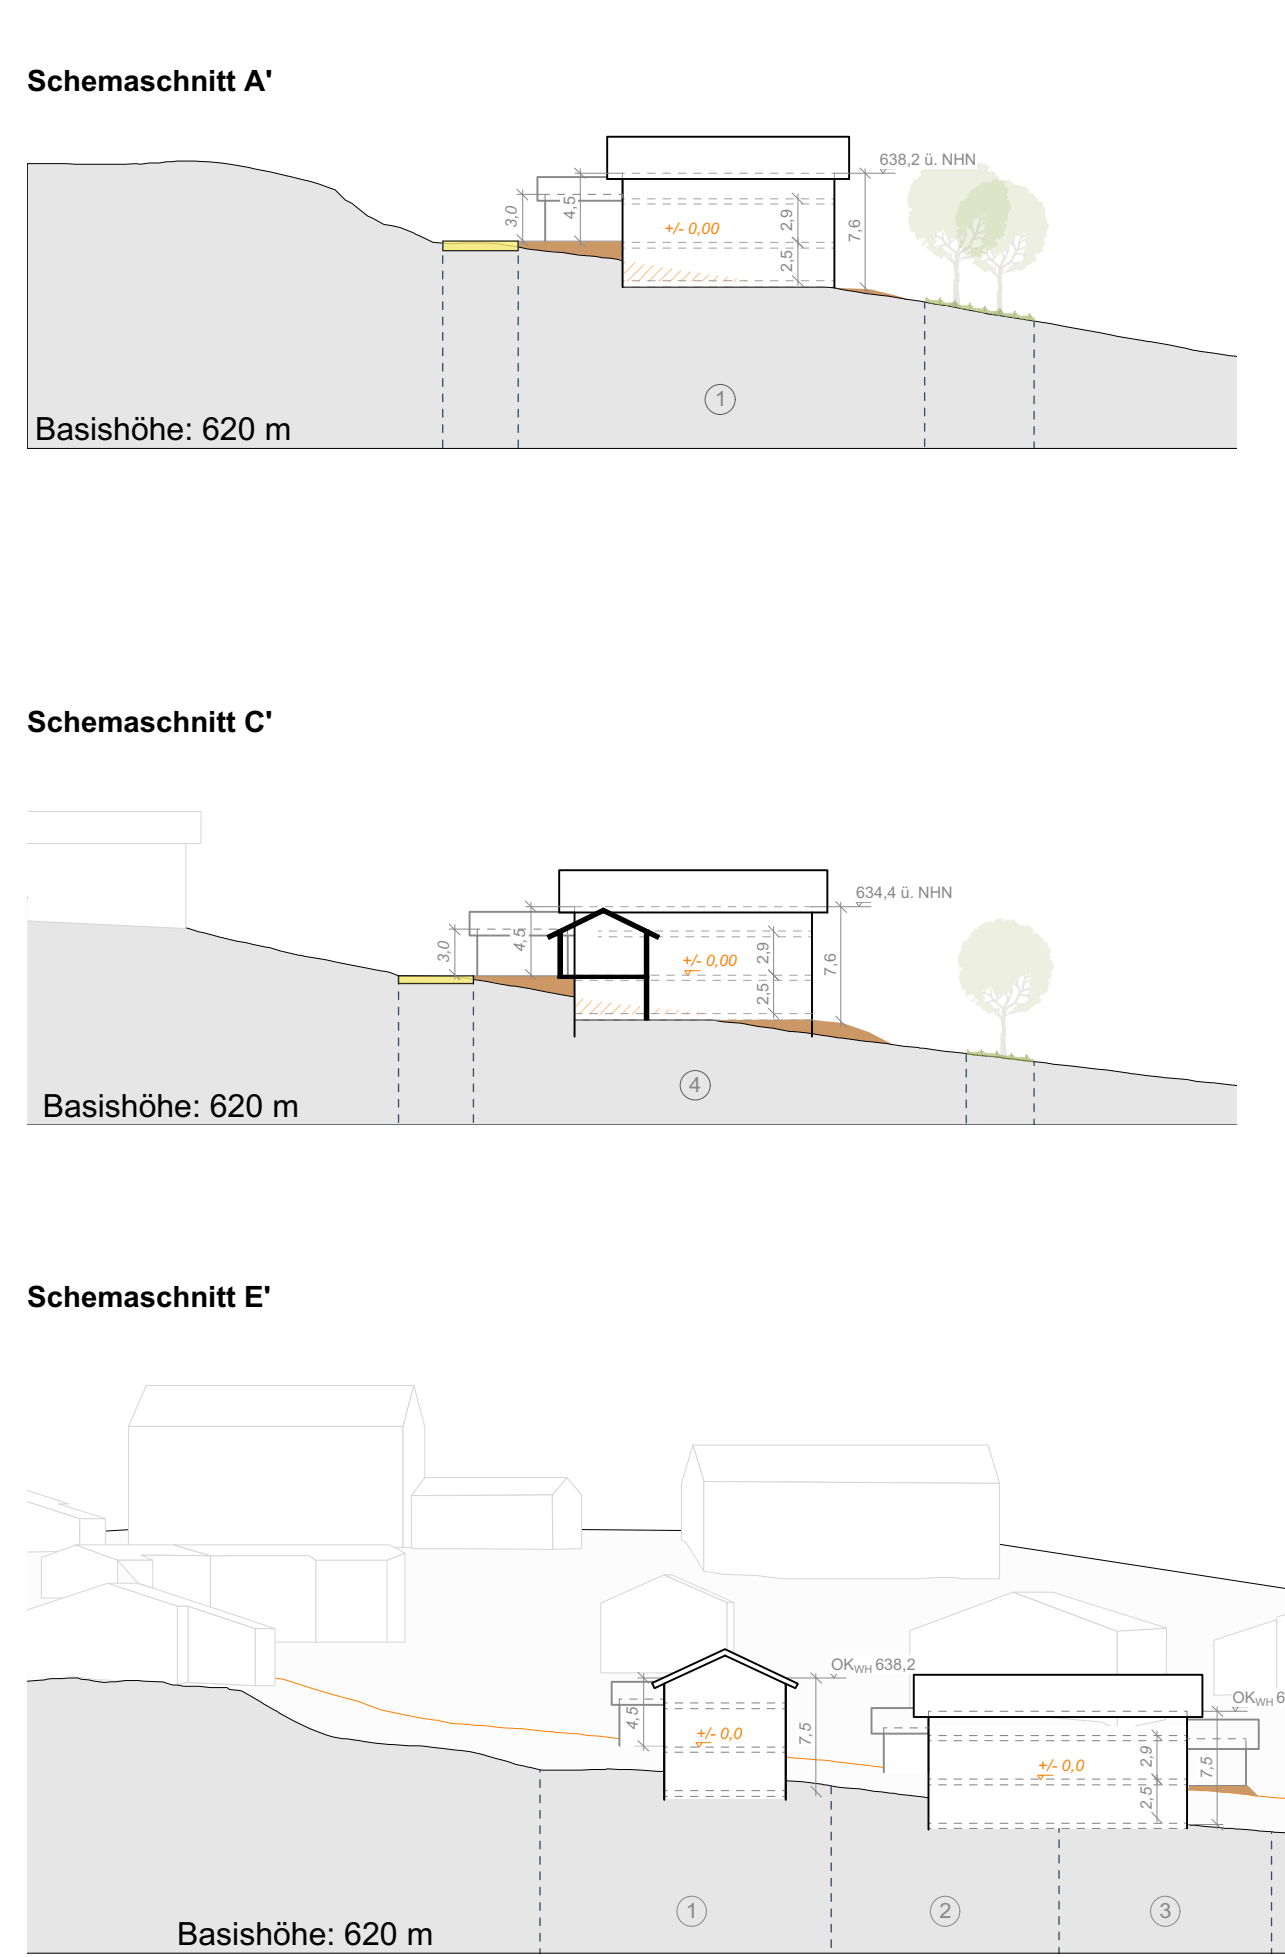 Schemaschnitt A'
638,2 ü. NHN
3,0
4,5
+/- 0,00
2,9
2,5
7,6
1
Basishöhe: 620 m
Schemaschnitt C'
634,4 ü. NHN
3,0
4,5
+/- 0,00
2,9
2,5
7,6
4
Basishöhe: 620 m
Schemaschnitt E'
OKWH 638,2
OKWH 6
4,5
+/- 0,0
7,5
+/- 0,0
2,9
2,5
7,5
1
2
3
Basishöhe: 620 m